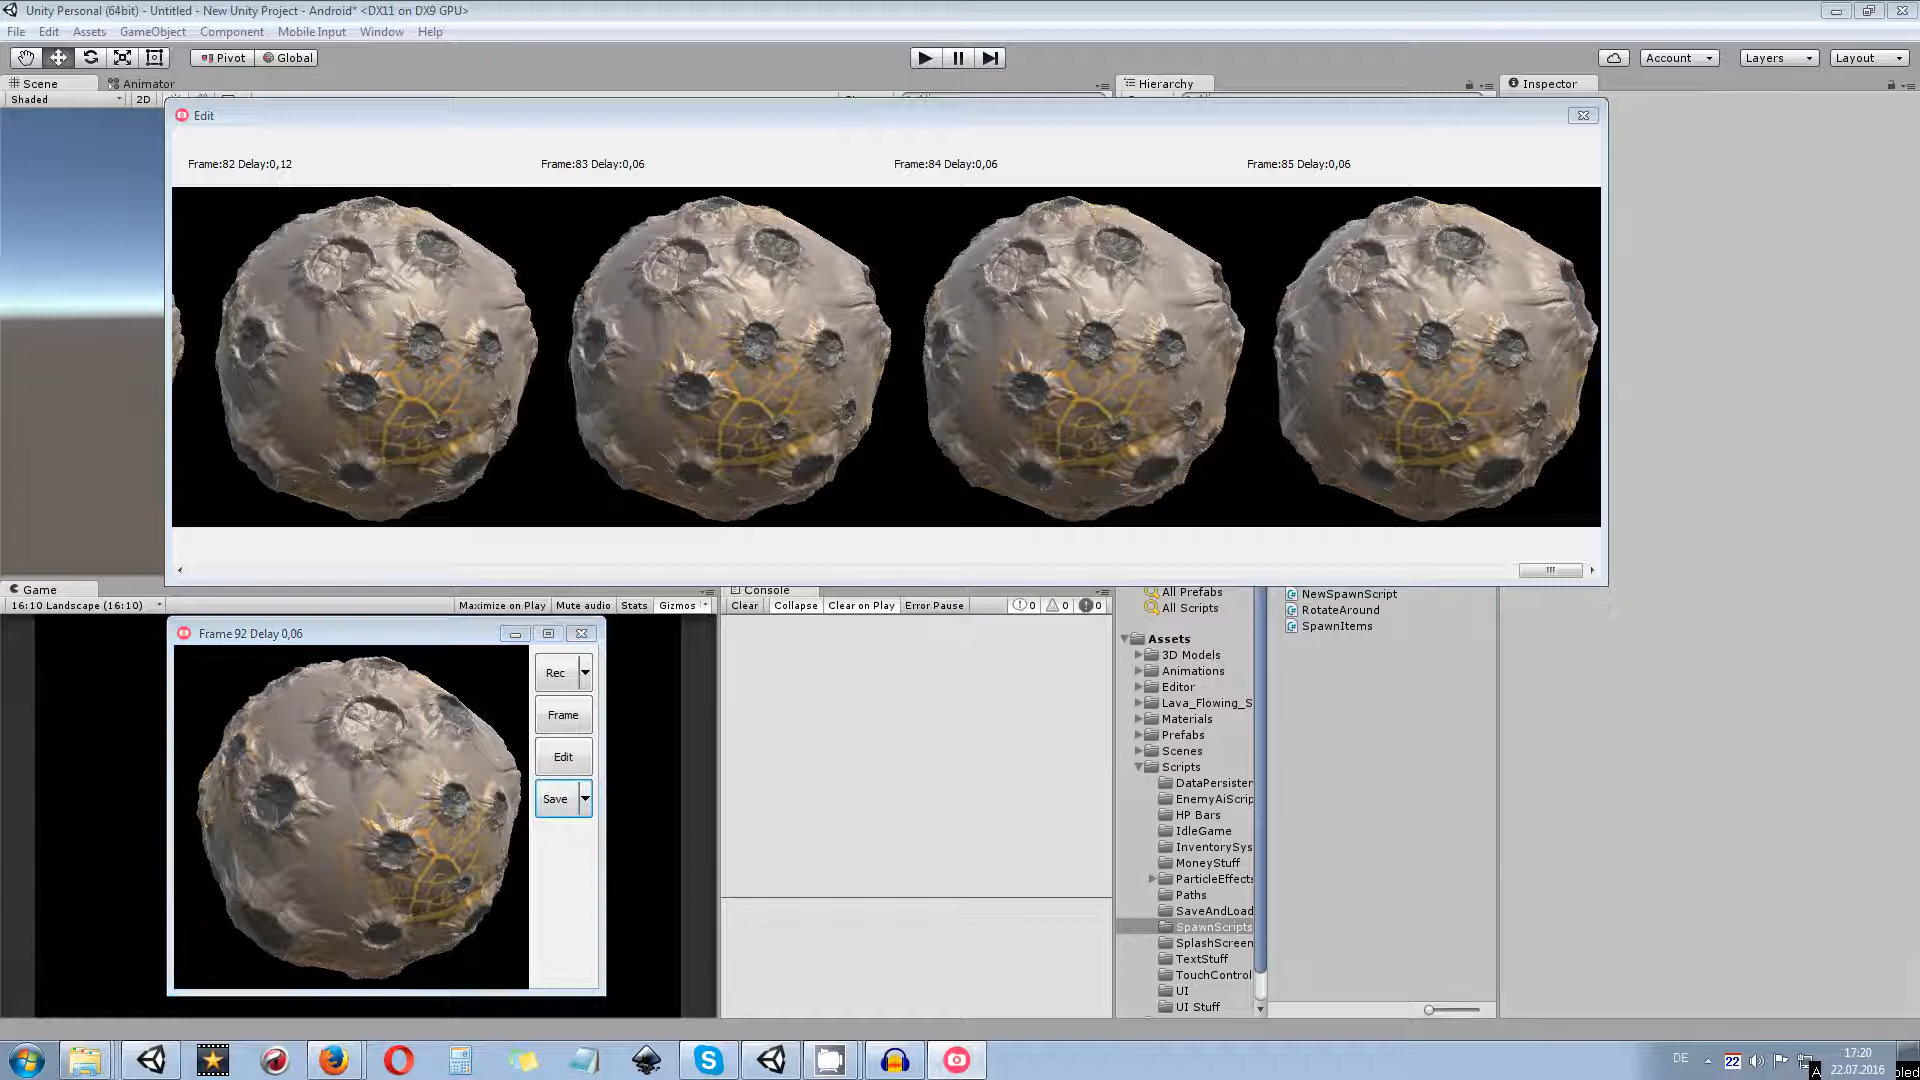 Unity Personal (64bit) - Untitled - New Unity Project - Android* <DX11 on DX9 GPU>
File Edit Assets GameObject Component Mobile Input Window Help
Pivot Global Account Layers Layout
Scene Animator Hierarchy Inspector
Shaded 2D
Edit
Frame:82 Delay:0,12 Frame:83 Delay:0,06 Frame:84 Delay:0,06 Frame:85 Delay:0,06
Game Console
16:10 Landscape (16:10) Maximize on Play Mute audio Stats Gizmos
Clear Collapse Clear on Play Error Pause 0 0 0
Frame 92 Delay 0,06
Rec
Frame
Edit
Save
All Prefabs
All Scripts
Assets
3D Models
Animations
Editor
Lava_Flowing_S
Materials
Prefabs
Scenes
Scripts
DataPersister
EnemyAiScrip
HP Bars
IdleGame
InventorySys
MoneyStuff
ParticleEffects
Paths
SaveAndLoad
SpawnScripts
SplashScreen
TextStuff
TouchControl
UI
UI Stuff
NewSpawnScript
RotateAround
SpawnItems
DE 22 17:20
22.07.2016